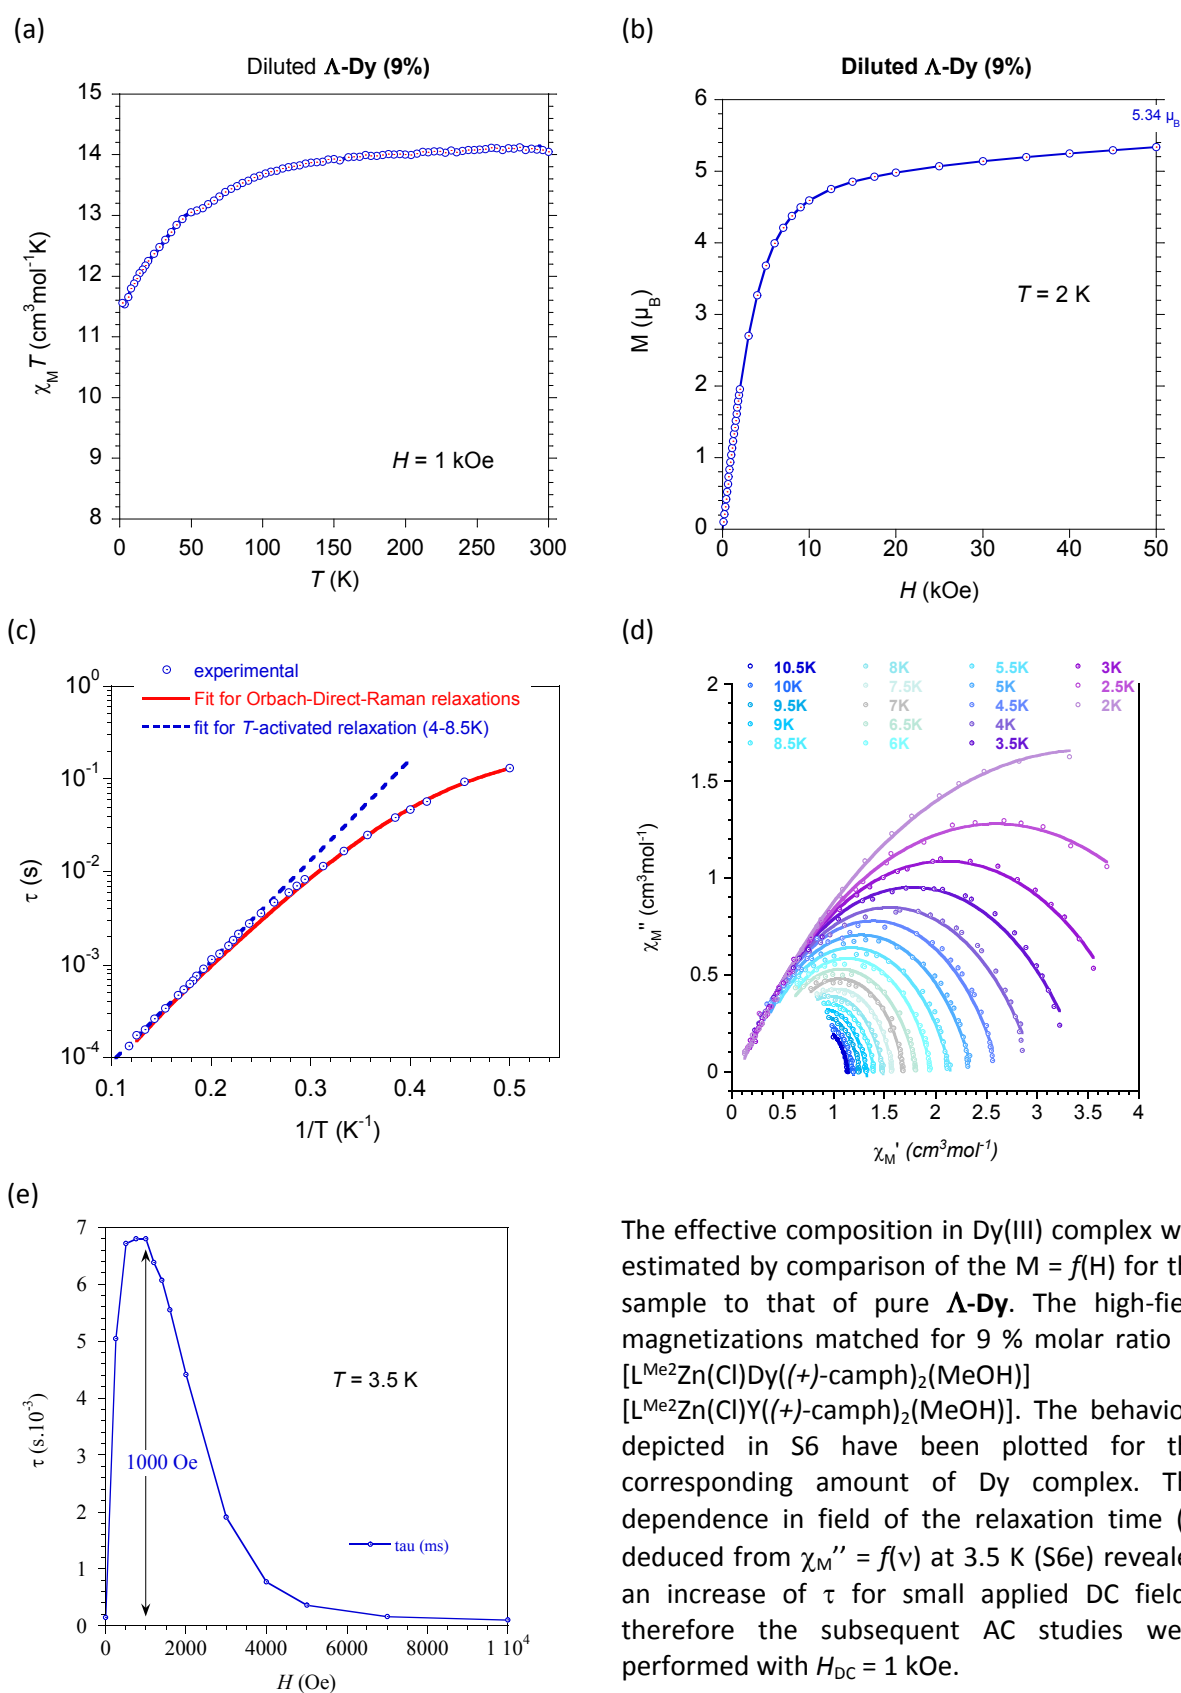 (a)
Diluted Λ-Dy (9%)
15
14
13
12
11
10
9
8
χMT (cm³mol⁻¹K)
H = 1 kOe
0 50 100 150 200 250 300
T (K)
(b)
Diluted Λ-Dy (9%)
6
5
4
3
2
1
0
M (μB)
5.34 μB
T = 2 K
0 10 20 30 40 50
H (kOe)
(c)
experimental
Fit for Orbach-Direct-Raman relaxations
fit for T-activated relaxation (4-8.5K)
10⁰
10⁻¹
10⁻²
10⁻³
10⁻⁴
τ (s)
0.1 0.2 0.3 0.4 0.5
1/T (K⁻¹)
(d)
10.5K 8K 5.5K 3K
10K 7.5K 5K 2.5K
9.5K 7K 4.5K 2K
9K 6.5K 4K
8.5K 6K 3.5K
2
1.5
1
0.5
0
χM'' (cm³mol⁻¹)
0 0.5 1 1.5 2 2.5 3 3.5 4
χM' (cm³mol⁻¹)
(e)
7
6
5
4
3
2
1
0
τ (s.10⁻³)
T = 3.5 K
1000 Oe
tau (ms)
0 2000 4000 6000 8000 1 10⁴
H (Oe)
The effective composition in Dy(III) complex w
estimated by comparison of the M = f(H) for th
sample to that of pure Λ-Dy. The high-fie
magnetizations matched for 9 % molar ratio
[LMe2Zn(Cl)Dy((+)-camph)₂(MeOH)]
[LMe2Zn(Cl)Y((+)-camph)₂(MeOH)]. The behavio
depicted in S6 have been plotted for th
corresponding amount of Dy complex. Th
dependence in field of the relaxation time (
deduced from χM'' = f(ν) at 3.5 K (S6e) reveale
an increase of τ for small applied DC field
therefore the subsequent AC studies we
performed with HDC = 1 kOe.